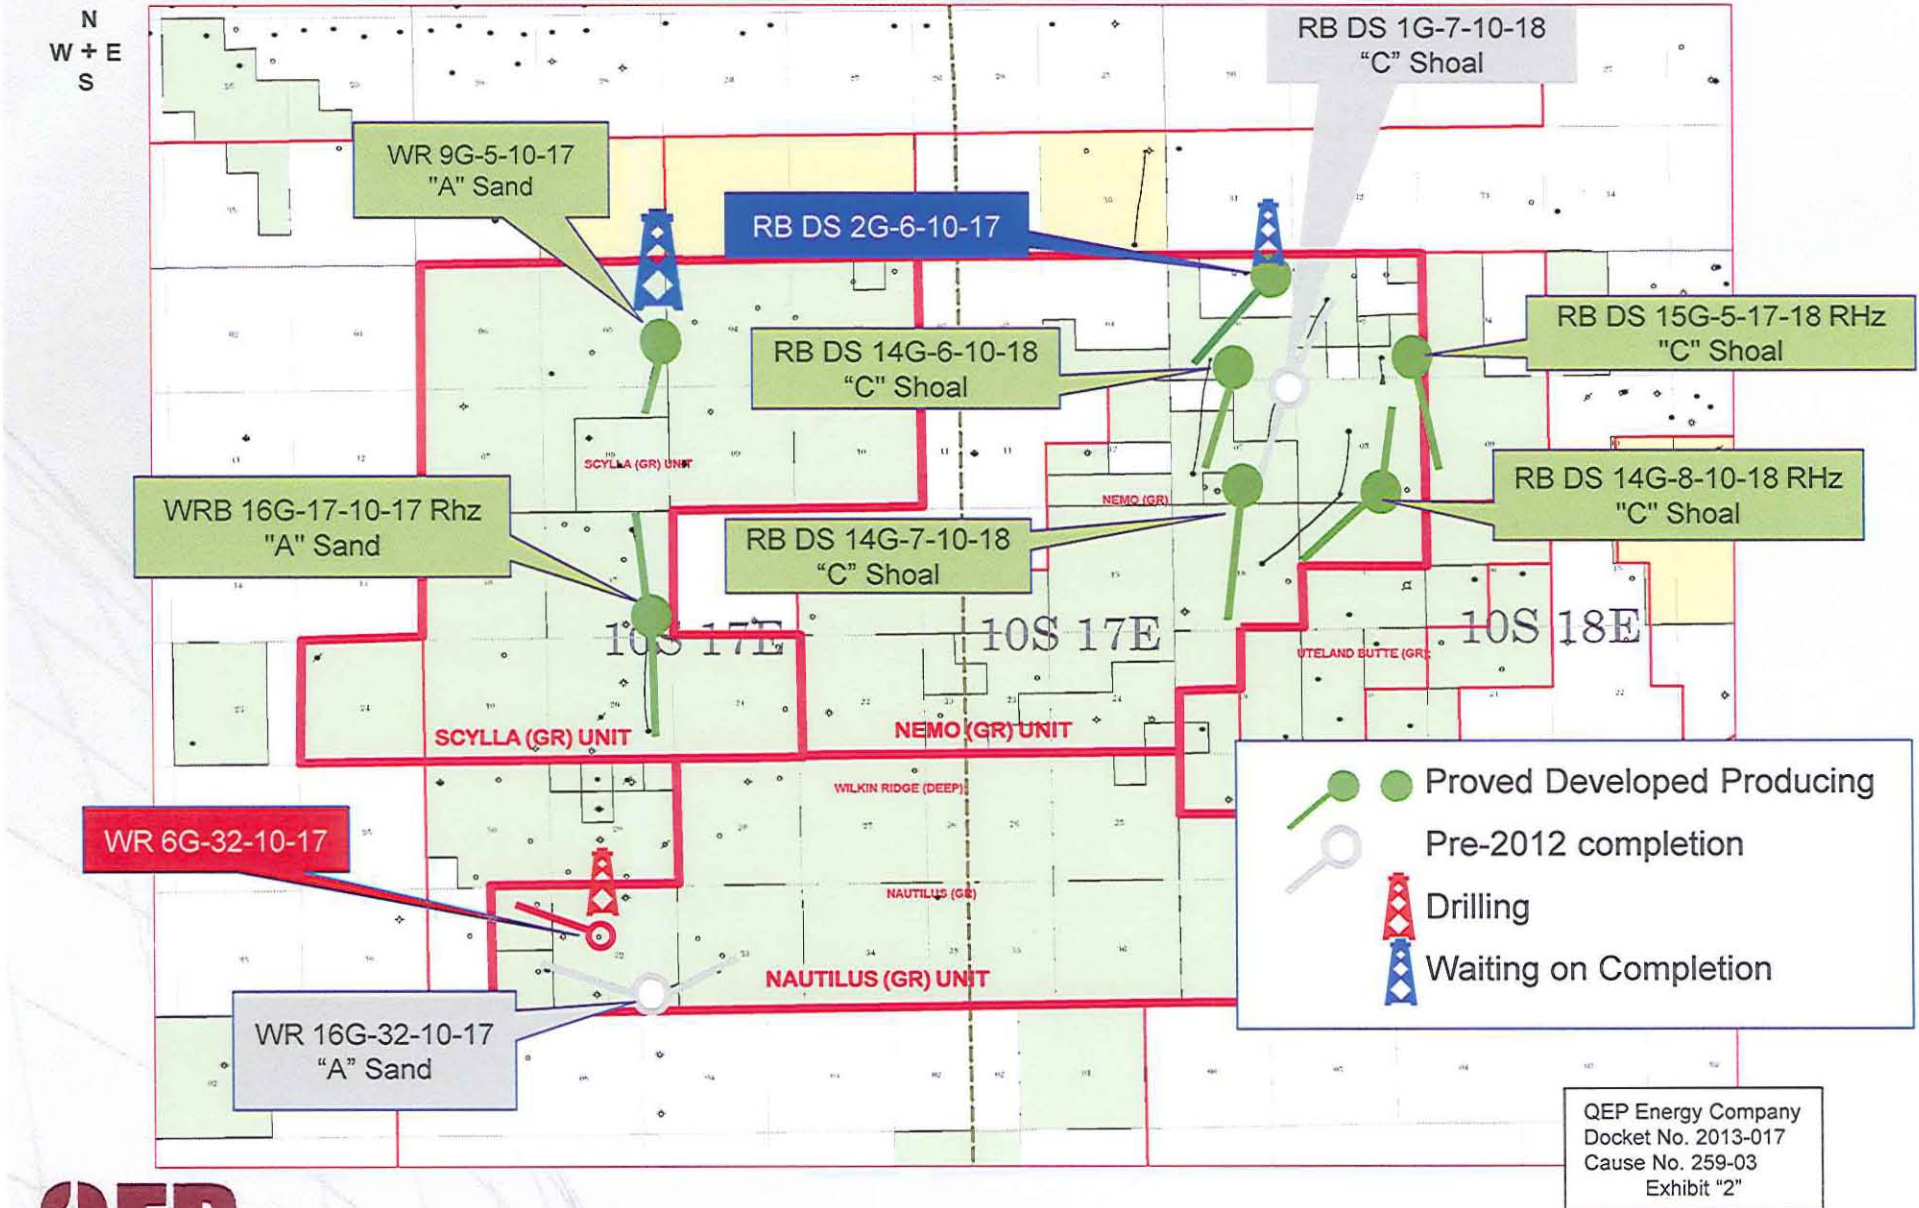 N
W + E
S
RB DS 1G-7-10-18
“C” Shoal
WR 9G-5-10-17
"A" Sand
RB DS 2G-6-10-17
RB DS 14G-6-10-18
“C” Shoal
RB DS 15G-5-17-18 RHz
"C" Shoal
SCYLLA (GR) UNIT
NEMO (GR)
WRB 16G-17-10-17 Rhz
"A" Sand
RB DS 14G-7-10-18
“C” Shoal
RB DS 14G-8-10-18 RHz
"C" Shoal
10S 17E
10S 17E
10S 18E
UTELAND BUTTE (GR)
SCYLLA (GR) UNIT
NEMO (GR) UNIT
WILKIN RIDGE (DEEP)
WR 6G-32-10-17
NAUTILUS (GR)
NAUTILUS (GR) UNIT
WR 16G-32-10-17
“A” Sand
Proved Developed Producing
Pre-2012 completion
Drilling
Waiting on Completion
QEP Energy Company
Docket No. 2013-017
Cause No. 259-03
Exhibit “2”
QEP